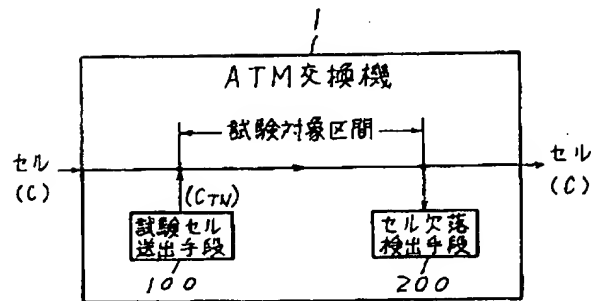 1
ATM交換機
試験対象区間
セル
(C)
セル
(C)
(CTN)
試験セル
送出手段
セル欠落
検出手段
100
200